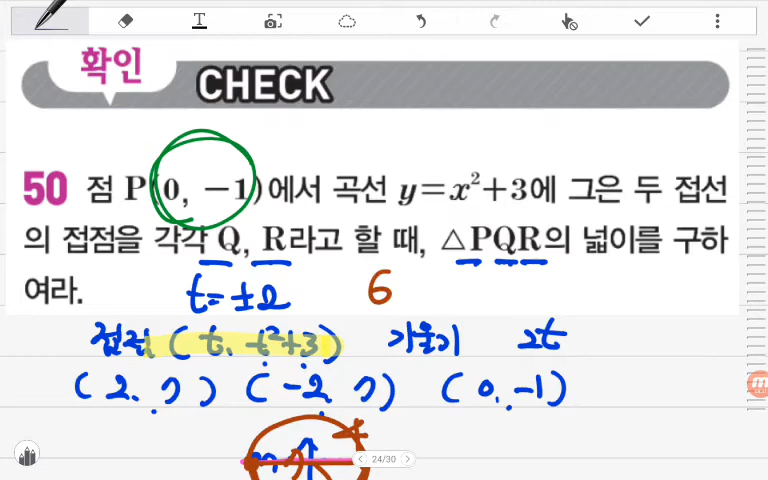 확인
CHECK
50 점 P(0, −1)에서 곡선 y=x²+3에 그은 두 접선
의 접점을 각각 Q, R라고 할 때, △PQR의 넓이를 구하
여라.
t=±2 6
접점 (t, t²+3) 기울기 2t
(2, 7) (-2, 7) (0, -1)
24/30